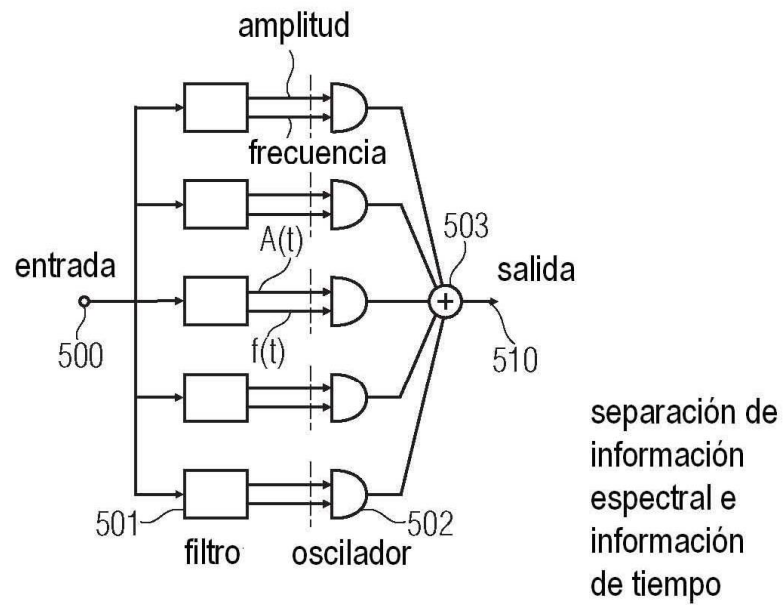 amplitud
frecuencia
A(t)
503
entrada
salida
500
f(t)
510
501
502
filtro
oscilador
separación de
información
espectral e
información
de tiempo